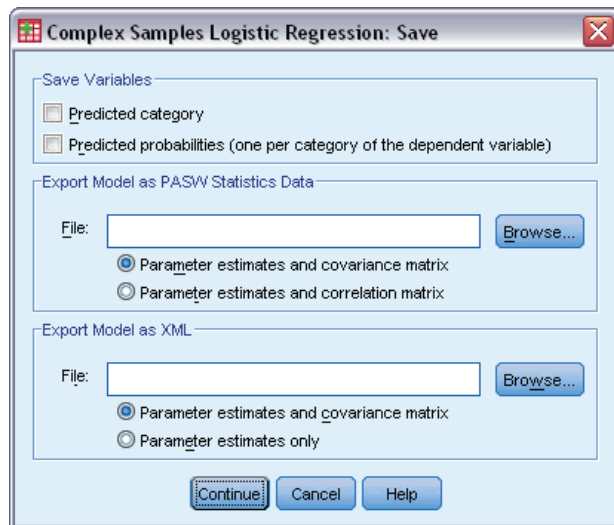 Complex Samples Logistic Regression: Save
Save Variables
Predicted category
Predicted probabilities (one per category of the dependent variable)
Export Model as PASW Statistics Data
File:
Browse...
Parameter estimates and covariance matrix
Parameter estimates and correlation matrix
Export Model as XML
File:
Browse...
Parameter estimates and covariance matrix
Parameter estimates only
Continue Cancel Help